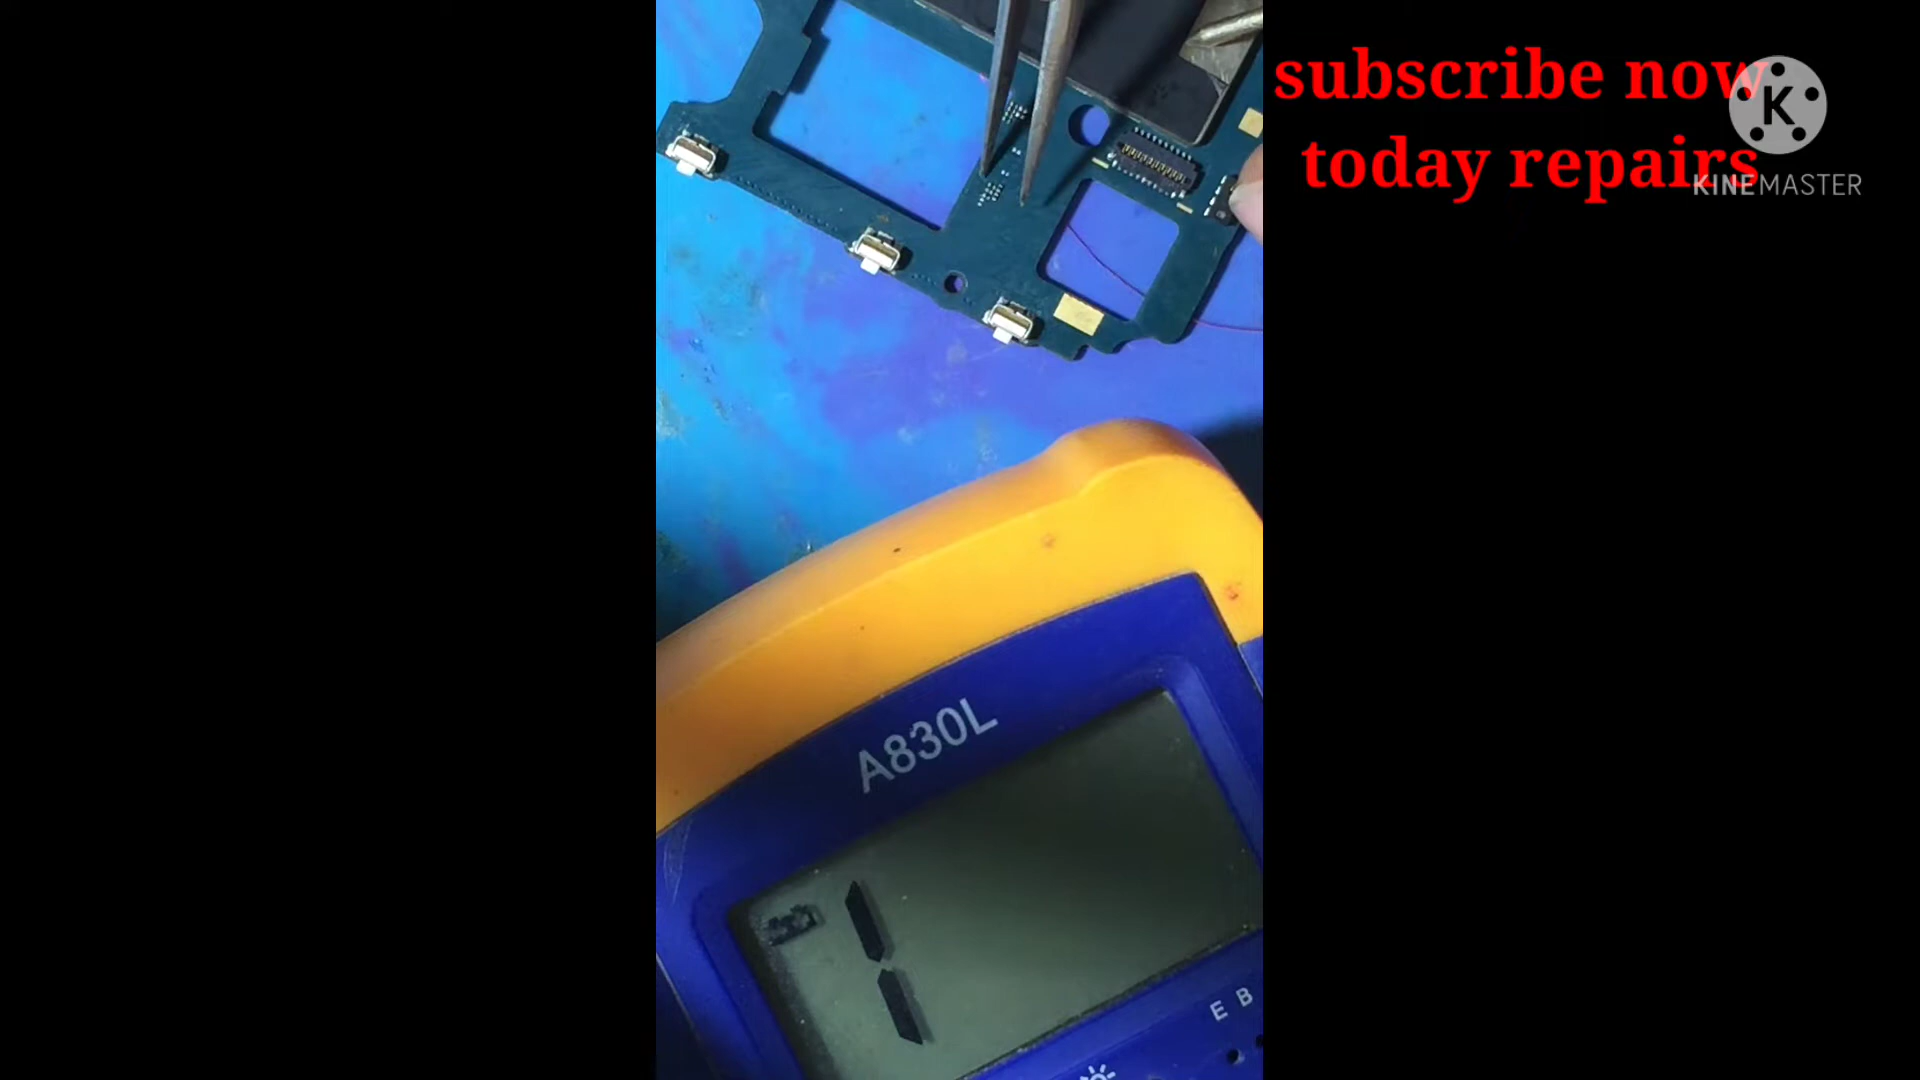 subscribe now
today repairs
K
KINEMASTER
A830L
1
E B